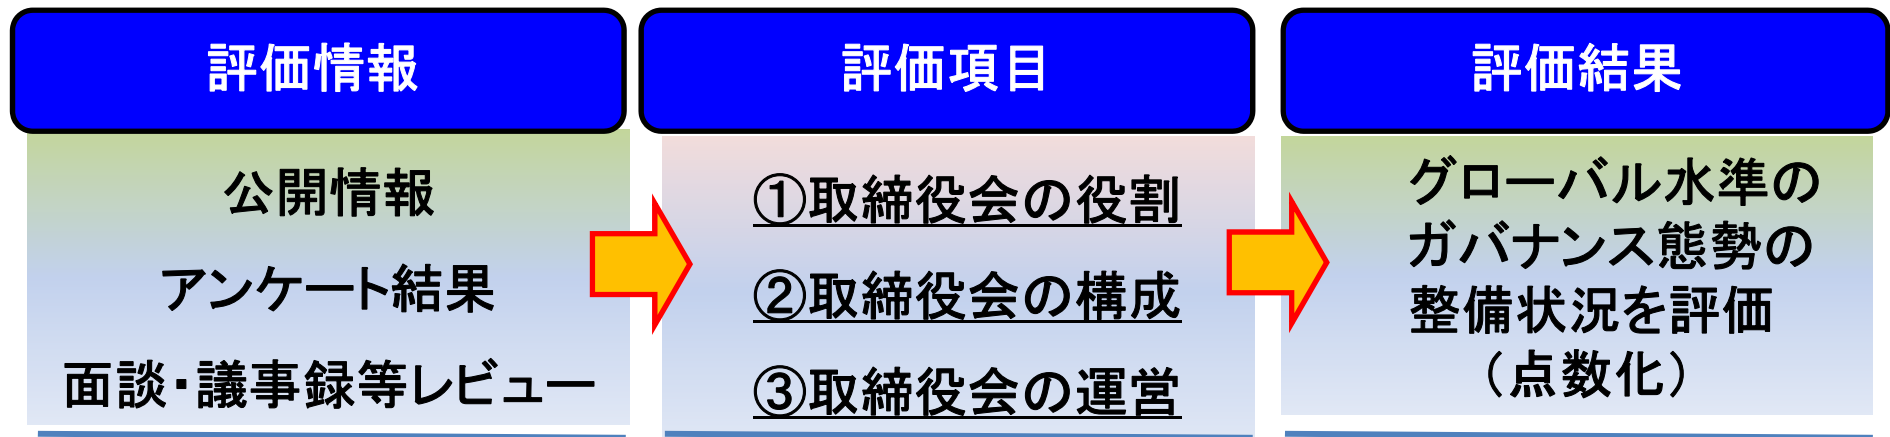 評価情報
公開情報
アンケート結果
面談・議事録等レビュー
評価項目
①取締役会の役割
②取締役会の構成
③取締役会の運営
評価結果
グローバル水準の
ガバナンス態勢の
整備状況を評価
（点数化）